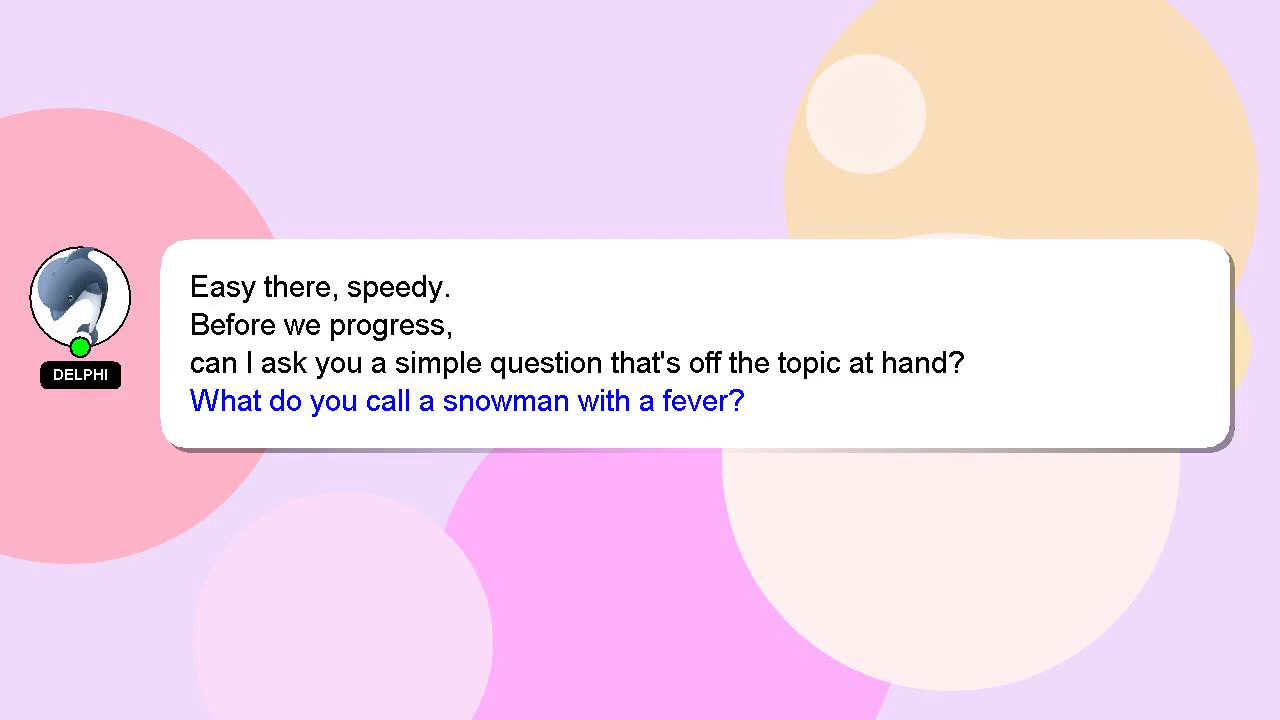 Easy there, speedy.
Before we progress,
can I ask you a simple question that's off the topic at hand?
What do you call a snowman with a fever?
DELPHI